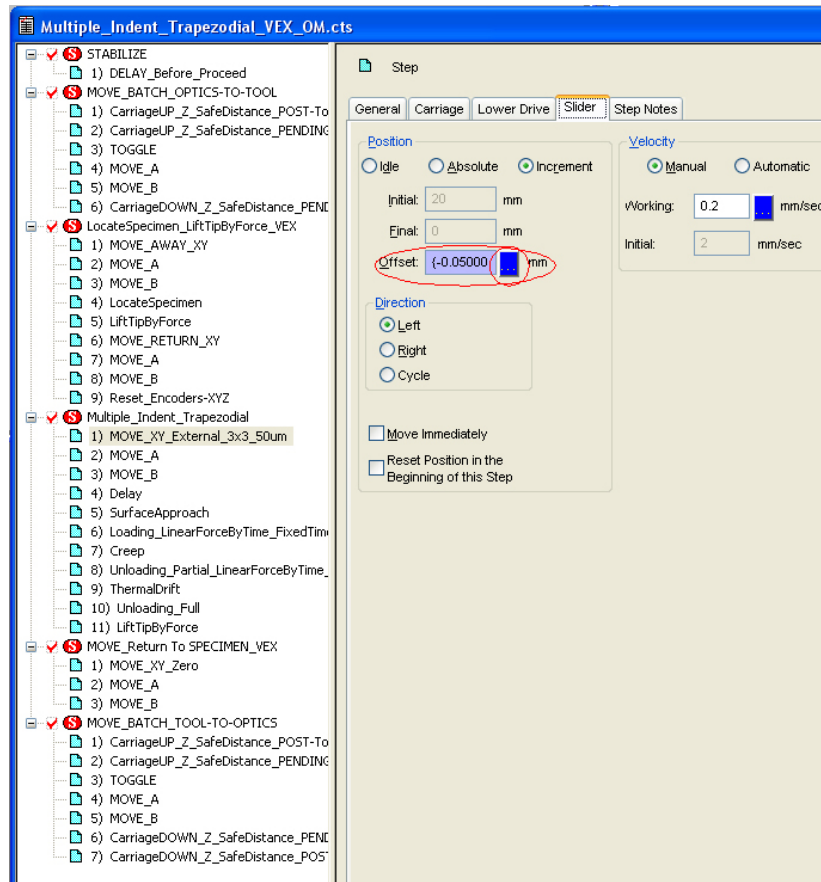 Multiple_Indent_Trapezodial_VEX_OM.cts
STABILIZE
1) DELAY_Before_Proceed
MOVE_BATCH_OPTICS-TO-TOOL
1) CarriageUP_Z_SafeDistance_POST-To
2) CarriageUP_Z_SafeDistance_PENDING
3) TOGGLE
4) MOVE_A
5) MOVE_B
6) CarriageDOWN_Z_SafeDistance_PEND
LocateSpecimen_LiftTipByForce_VEX
1) MOVE_AWAY_XY
2) MOVE_A
3) MOVE_B
4) LocateSpecimen
5) LiftTipByForce
6) MOVE_RETURN_XY
7) MOVE_A
8) MOVE_B
9) Reset_Encoders-XYZ
Multiple_Indent_Trapezodial
1) MOVE_XY_External_3x3_50um
2) MOVE_A
3) MOVE_B
4) Delay
5) SurfaceApproach
6) Loading_LinearForceByTime_FixedTim
7) Creep
8) Unloading_Partial_LinearForceByTime_
9) ThermalDrift
10) Unloading_Full
11) LiftTipByForce
MOVE_Return To SPECIMEN_VEX
1) MOVE_XY_Zero
2) MOVE_A
3) MOVE_B
MOVE_BATCH_TOOL-TO-OPTICS
1) CarriageUP_Z_SafeDistance_POST-To
2) CarriageUP_Z_SafeDistance_PENDING
3) TOGGLE
4) MOVE_A
5) MOVE_B
6) CarriageDOWN_Z_SafeDistance_PEND
7) CarriageDOWN_Z_SafeDistance_POS
Step
General Carriage Lower Drive Slider Step Notes
Position
Idle Absolute Increment
Initial: 20 mm
Final: 0 mm
Offset: {-0.05000 ... mm
Direction
Left
Right
Cycle
Move Immediately
Reset Position in the
Beginning of this Step
Velocity
Manual Automatic
Working: 0.2 ... mm/sec
Initial: 2 mm/sec